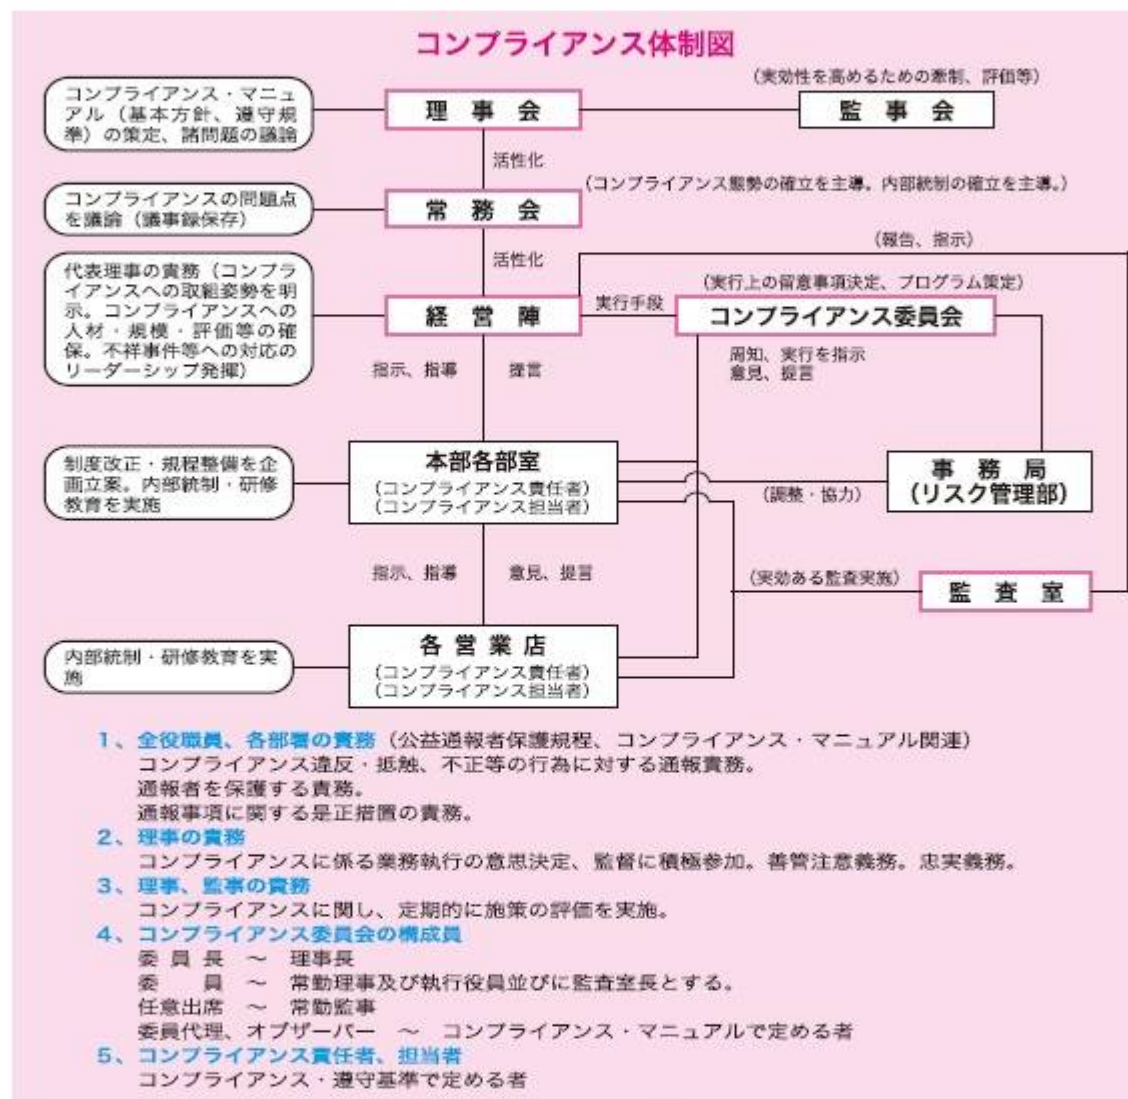 コンプライアンス体制図
(実効性を高めるための牽制、評価等)
コンプライアンス・マニュ
アル（基本方針、遵守規
準）の策定、諸問題の議論
理事会
監事会
活性化
(コンプライアンス態勢の確立を主導。内部統制の確立を主導。)
コンプライアンスの問題点
を議論（議事録保存）
常務会
(報告、指示)
活性化
代表理事の責務（コンプラ
イアンスへの取組姿勢を明
示。コンプライアンスへの
人材・規模・評価等の確
保。不祥事件等への対応の
リーダーシップ発揮）
(実行上の留意事項決定、プログラム策定)
経営陣
実行手段
コンプライアンス委員会
周知、実行を指示
意見、提言
指示、指導
提言
制度改正・規程整備を企
画立案。内部統制・研修
教育を実施
本部各部室
(コンプライアンス責任者)
(コンプライアンス担当者)
(調整・協力)
事務局
(リスク管理部)
指示、指導
意見、提言
(実効ある監査実施)
監査室
内部統制・研修教育を実
施
各営業店
(コンプライアンス責任者)
(コンプライアンス担当者)
1、全役職員、各部署の責務（公益通報者保護規程、コンプライアンス・マニュアル関連）
コンプライアンス違反・抵触、不正等の行為に対する通報責務。
通報者を保護する責務。
通報事項に関する是正措置の責務。
2、理事の責務
コンプライアンスに係る業務執行の意思決定、監督に積極参加。善管注意義務。忠実義務。
3、理事、監事の責務
コンプライアンスに関し、定期的に施策の評価を実施。
4、コンプライアンス委員会の構成員
委員長 ～ 理事長
委　員 ～ 常勤理事及び執行役員並びに監査室長とする。
任意出席 ～ 常勤監事
委員代理、オブザーバー ～ コンプライアンス・マニュアルで定める者
5、コンプライアンス責任者、担当者
コンプライアンス・遵守基準で定める者